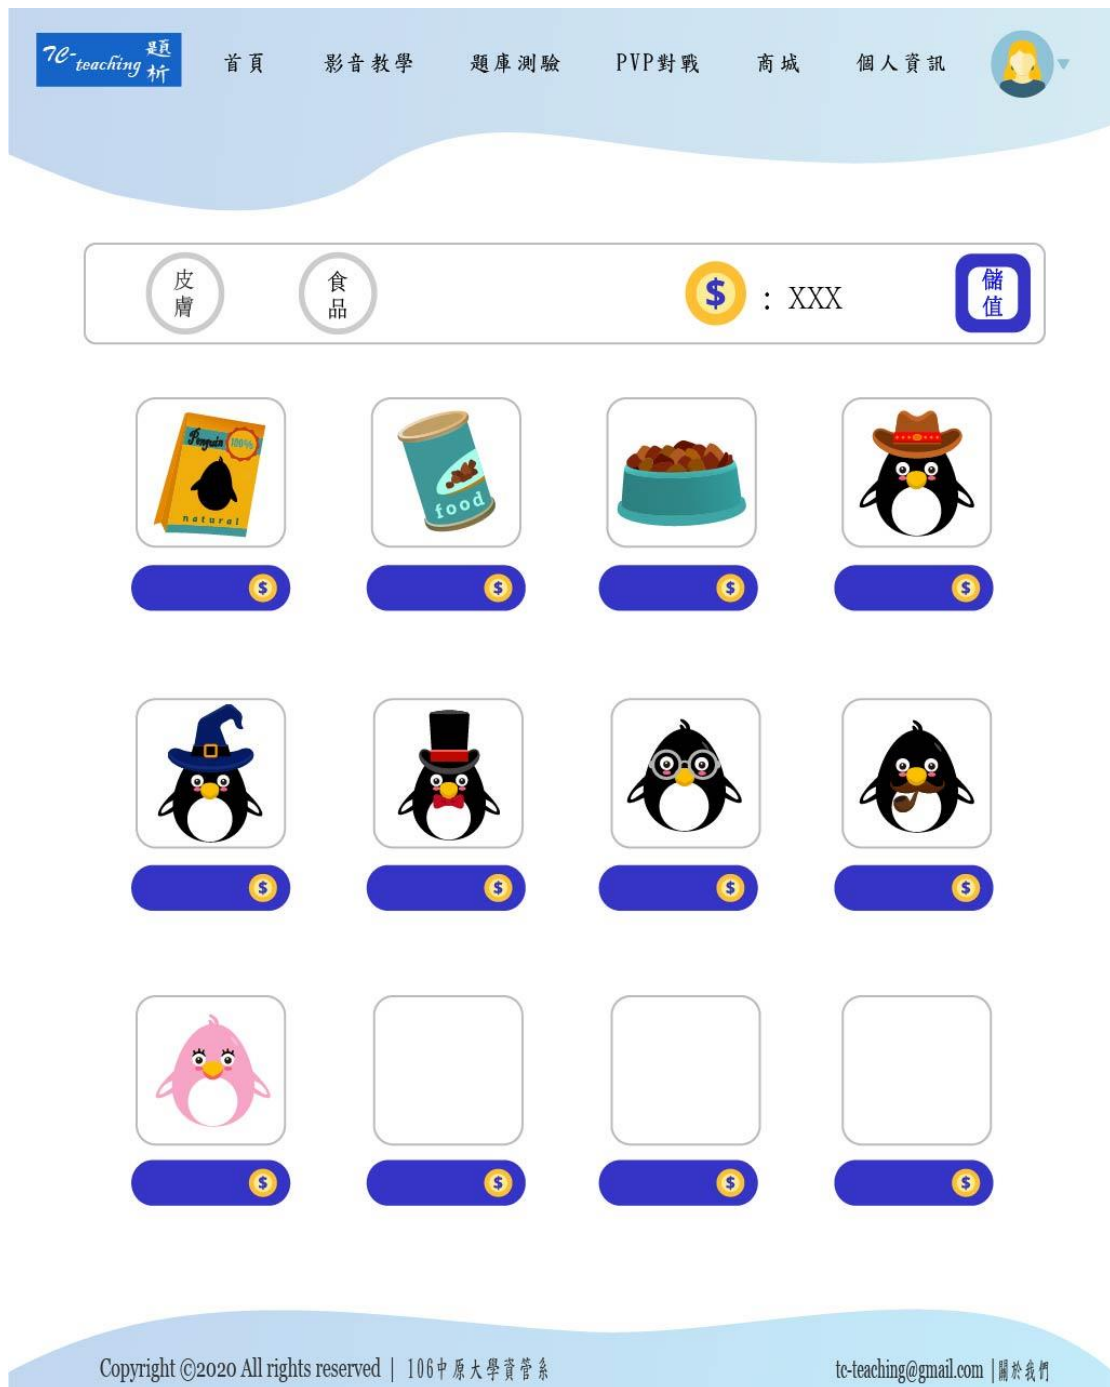 TC-teaching 題析
首頁 影音教學 題庫測驗 PVP對戰 商城 個人資訊
皮膚 食品 $ : XXX 儲值
Penguin 100%
natural
food
$ $ $ $
$ $ $ $
$ $ $ $
Copyright ©2020 All rights reserved | 106中原大學資管系 tc-teaching@gmail.com |關於我們